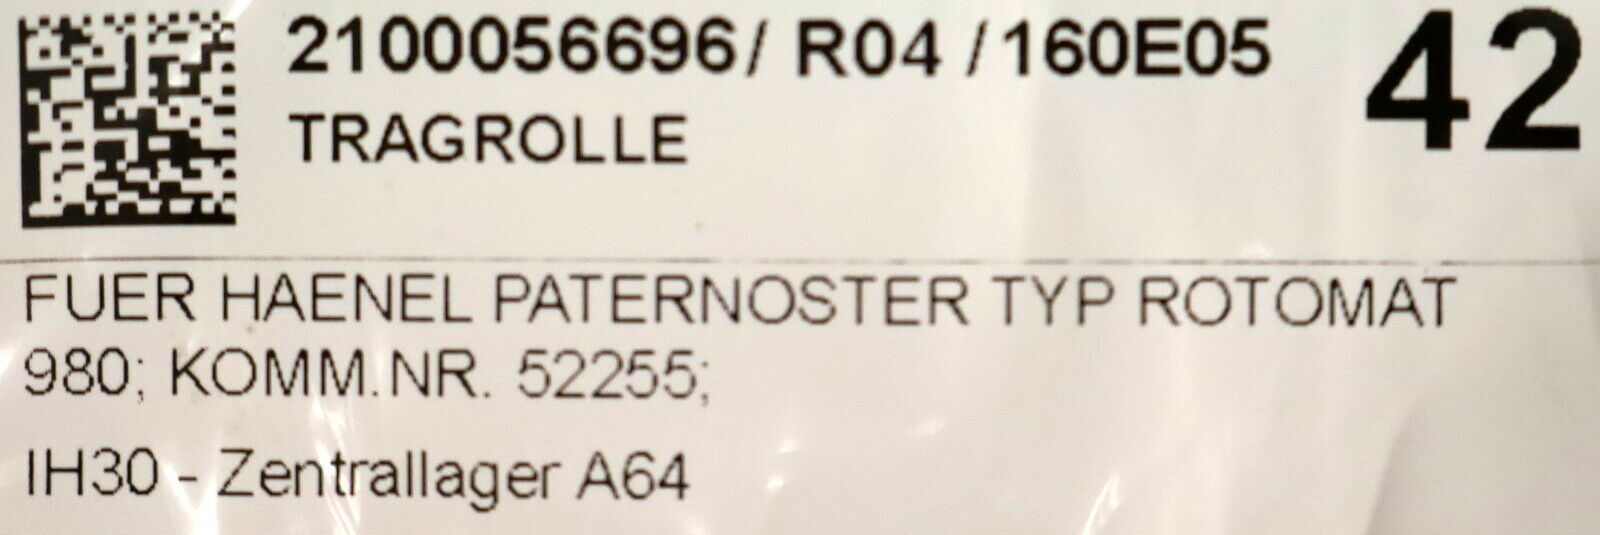 2100056696/ R04 /160E05 42
TRAGROLLE
FUER HAENEL PATERNOSTER TYP ROTOMAT
980; KOMM.NR. 52255;
IH30 - Zentrallager A64